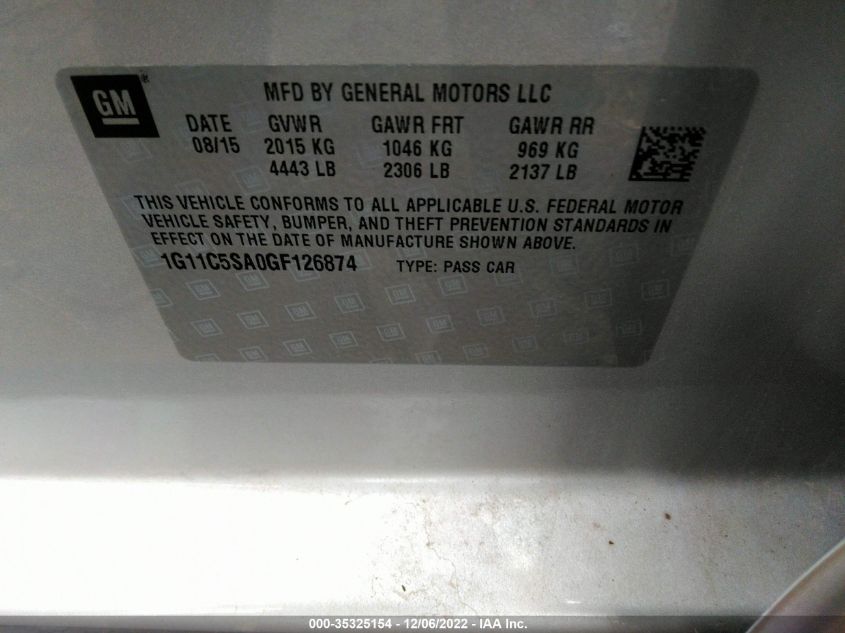 GM
MFD BY GENERAL MOTORS LLC
DATE GVWR GAWR FRT GAWR RR
08/15 2015 KG 1046 KG 969 KG
4443 LB 2306 LB 2137 LB
THIS VEHICLE CONFORMS TO ALL APPLICABLE U.S. FEDERAL MOTOR
VEHICLE SAFETY, BUMPER, AND THEFT PREVENTION STANDARDS IN
EFFECT ON THE DATE OF MANUFACTURE SHOWN ABOVE.
1G11C5SA0GF126874 TYPE: PASS CAR
000-35325154 - 12/06/2022 - IAA Inc.